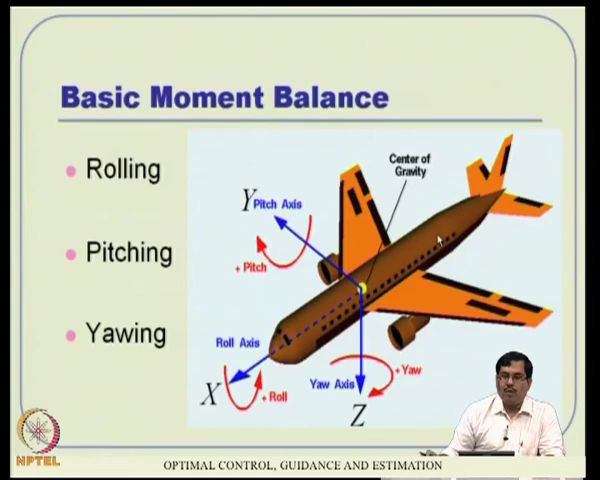 Basic Moment Balance
Rolling
Pitching
Yawing
Center of
Gravity
Y
Pitch Axis
+ Pitch
Roll Axis
X
+ Roll
Yaw Axis
+ Yaw
Z
NPTEL
OPTIMAL CONTROL, GUIDANCE AND ESTIMATION